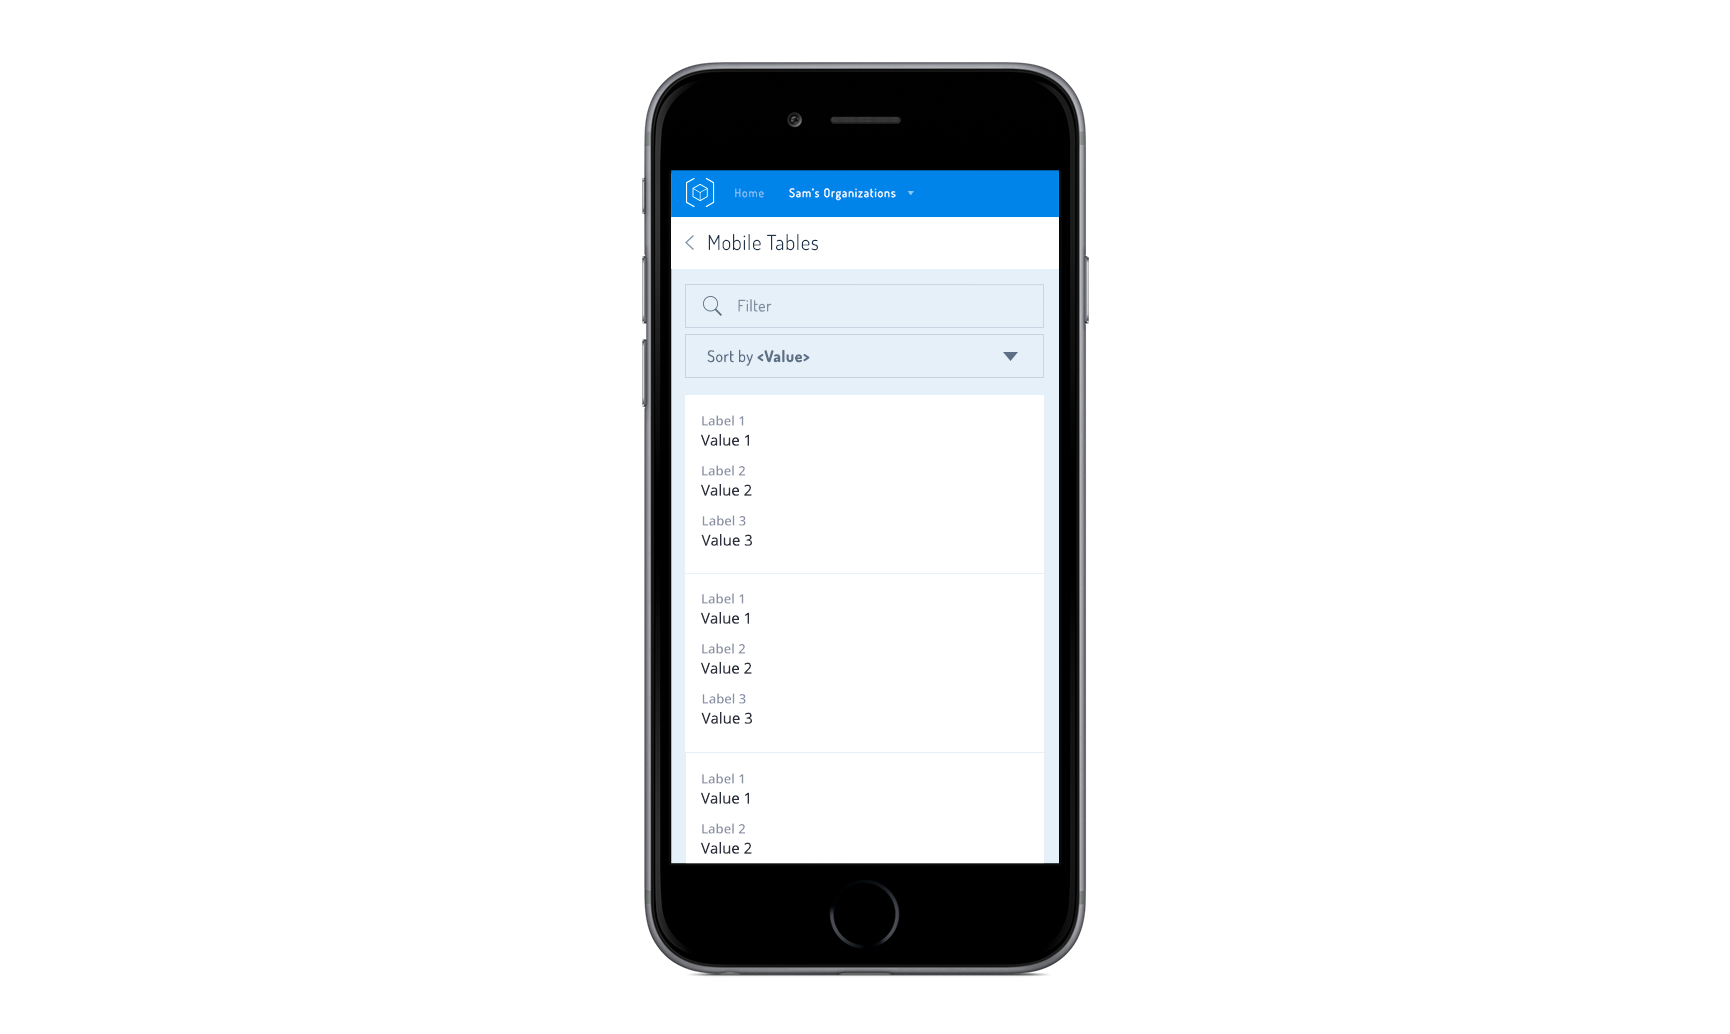 Home Sam's Organizations
Mobile Tables
Filter
Sort by <Value>
Label 1
Value 1
Label 2
Value 2
Label 3
Value 3
Label 1
Value 1
Label 2
Value 2
Label 3
Value 3
Label 1
Value 1
Label 2
Value 2